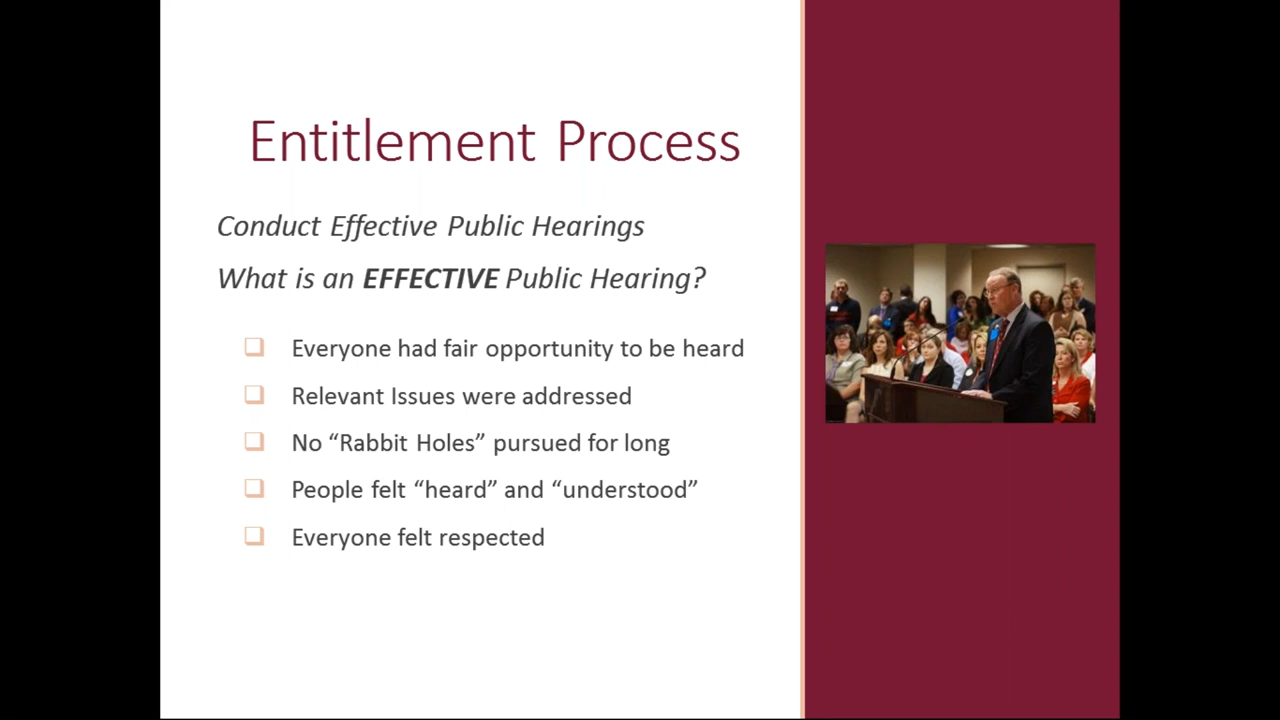 Entitlement Process
Conduct Effective Public Hearings
What is an EFFECTIVE Public Hearing?
Everyone had fair opportunity to be heard
Relevant Issues were addressed
No “Rabbit Holes” pursued for long
People felt “heard” and “understood”
Everyone felt respected